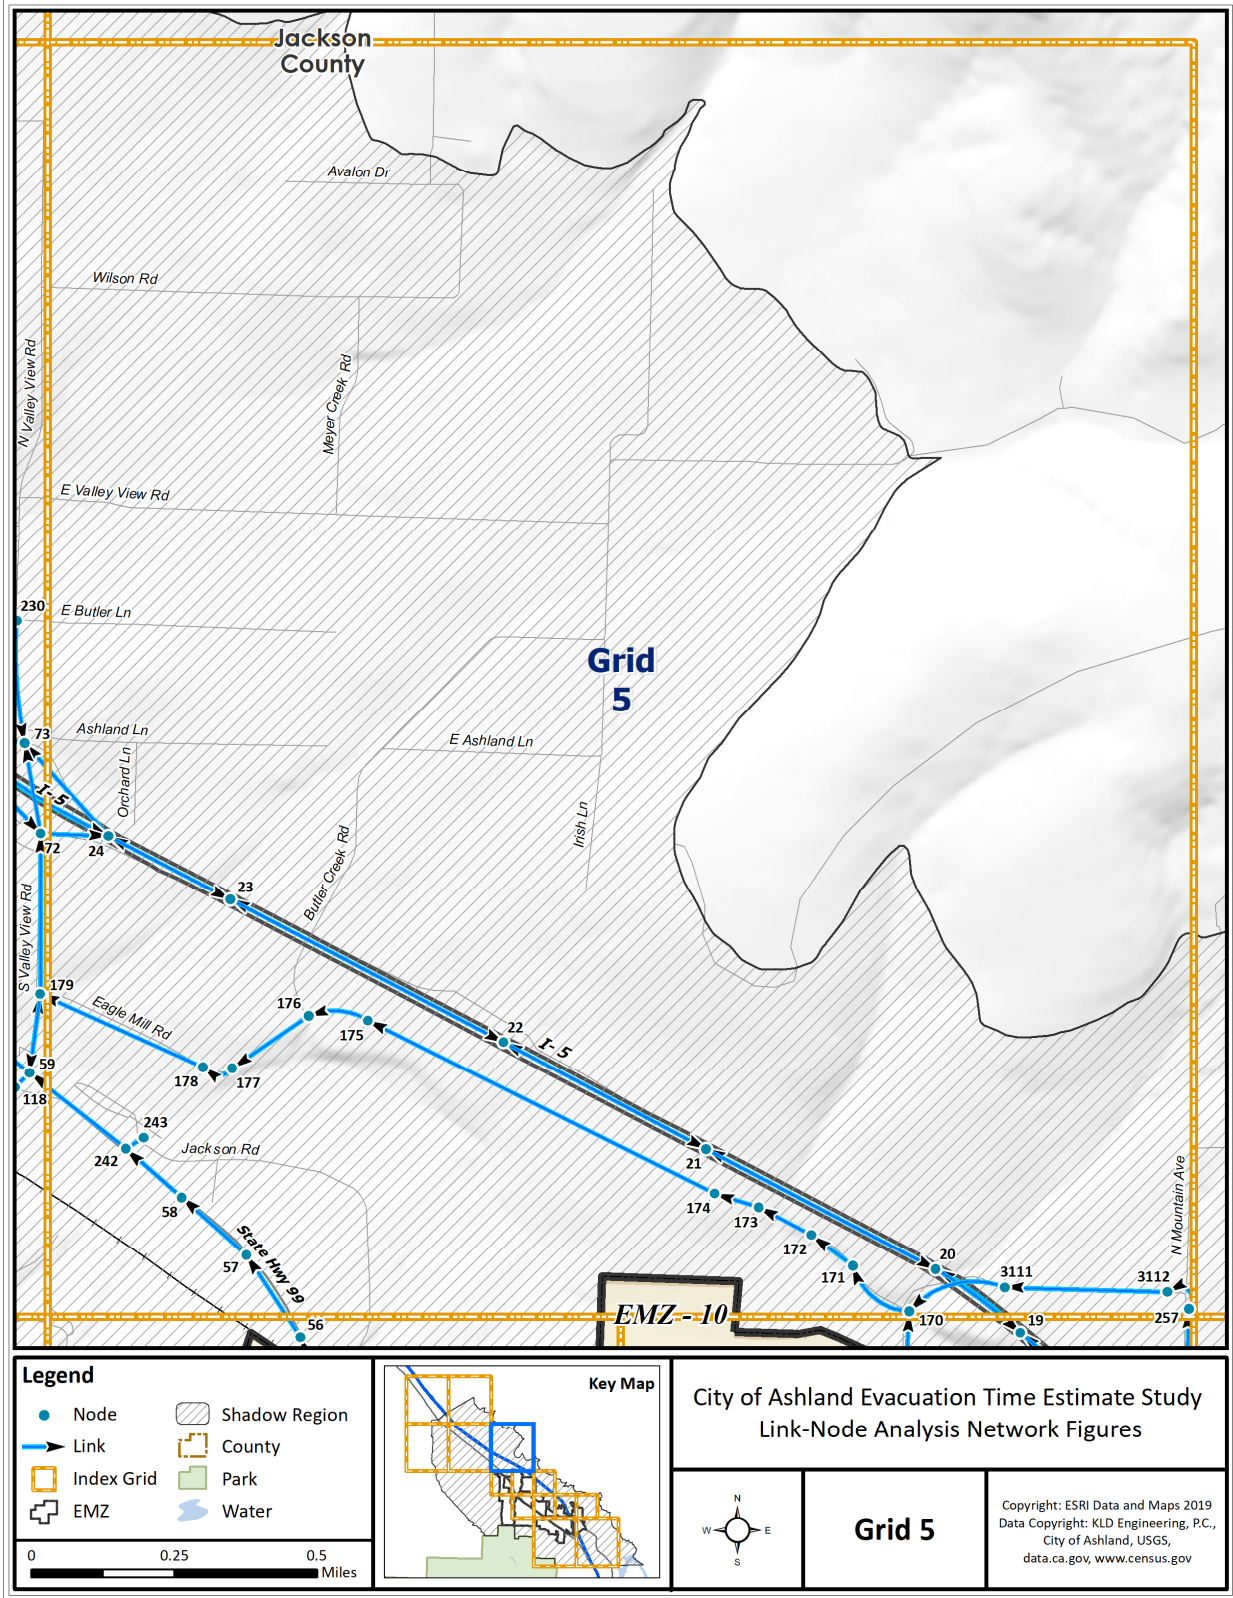 Jackson
County
Avalon Dr
Wilson Rd
N Valley View Rd
Meyer Creek Rd
E Valley View Rd
230
E Butler Ln
Grid
5
73
Ashland Ln
E Ashland Ln
Orchard Ln
I-5
72
24
Irish Ln
Butler Creek Rd
23
S Valley View Rd
179
Eagle Mill Rd
176
175
22
I-5
59
178
177
118
243
242
Jackson Rd
21
58
174
173
N Mountain Ave
State Hwy 99
57
172
20
171
3111
3112
56
EMZ - 10
170
19
257
Legend
Node
Shadow Region
Link
County
Index Grid
Park
EMZ
Water
0
0.25
0.5
Miles
Key Map
City of Ashland Evacuation Time Estimate Study
Link-Node Analysis Network Figures
N
W
E
S
Grid 5
Copyright: ESRI Data and Maps 2019
Data Copyright: KLD Engineering, P.C.,
City of Ashland, USGS,
data.ca.gov, www.census.gov